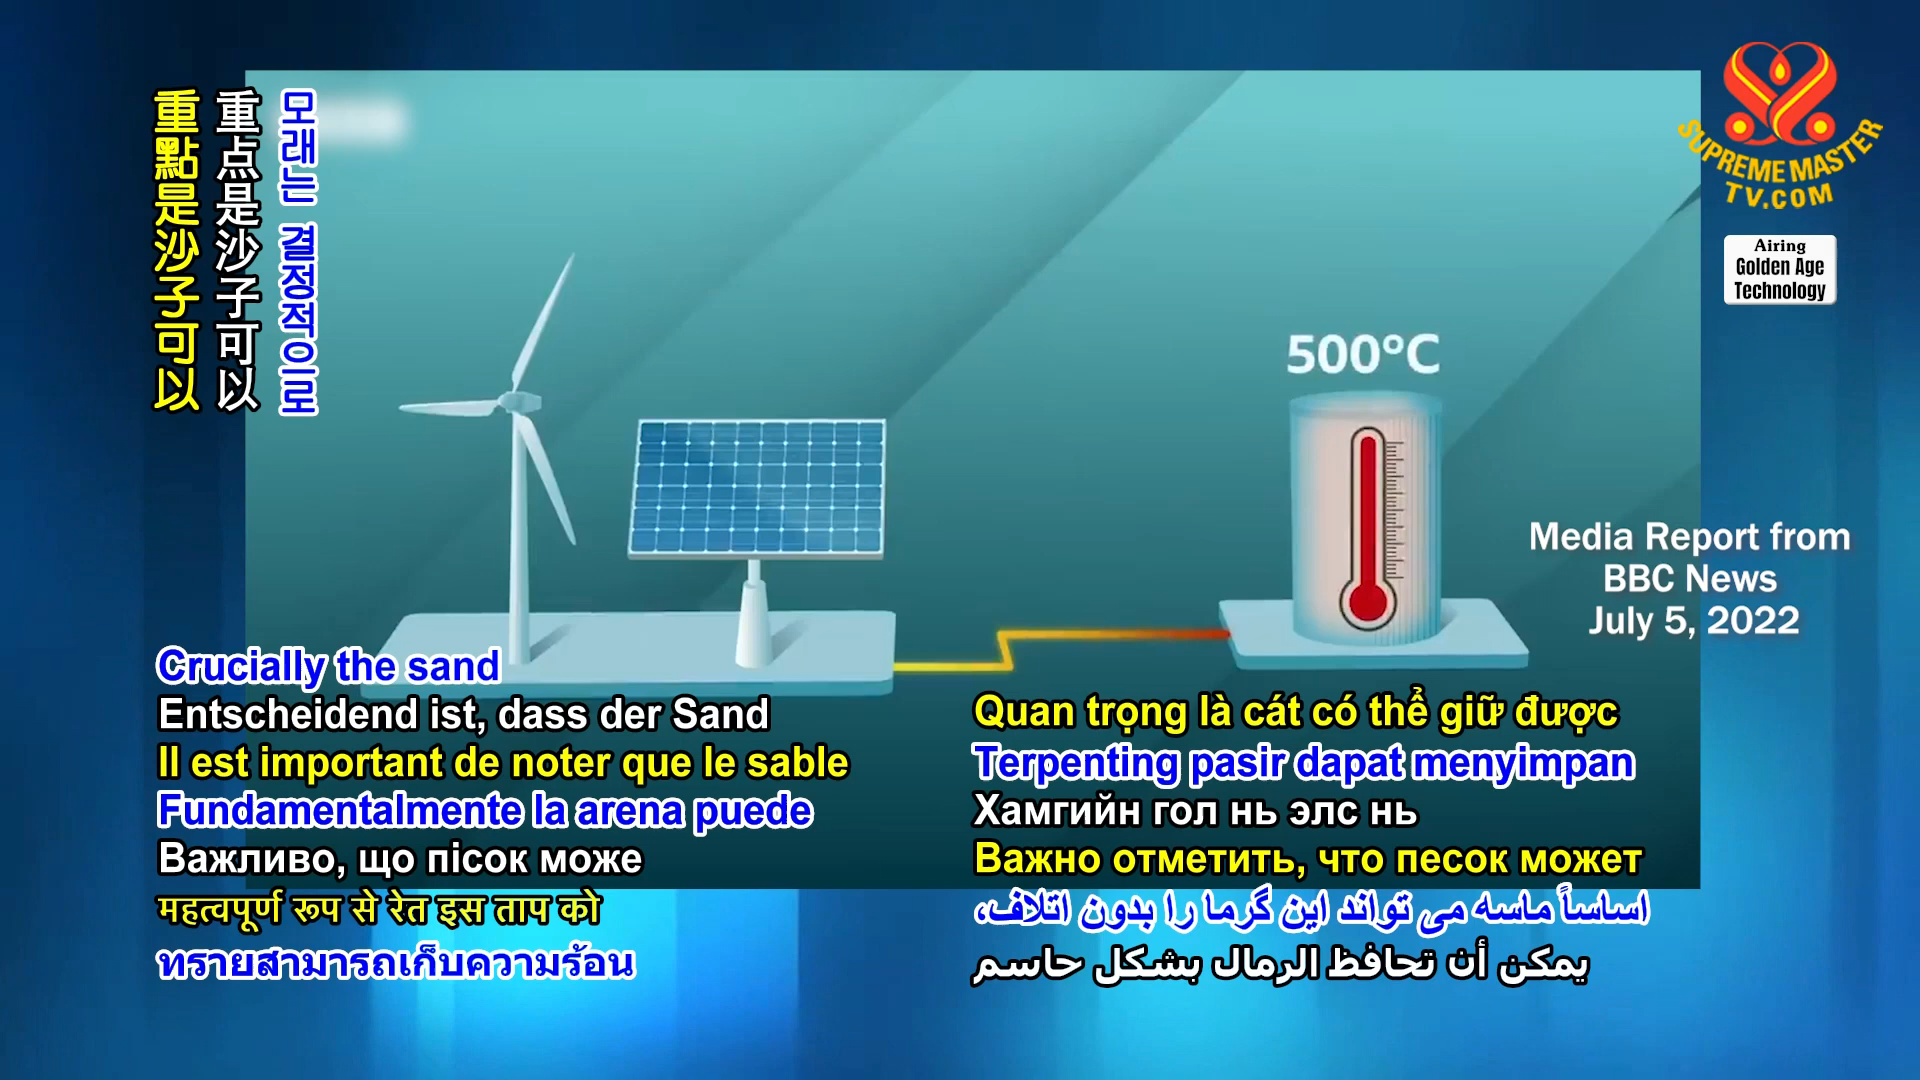 重點是沙子可以
重点是沙子可以
모래는 결정적으로
SUPREME MASTER
TV.COM
Airing
Golden Age
Technology
500°C
Media Report from
BBC News
July 5, 2022
Crucially the sand
Entscheidend ist, dass der Sand
Il est important de noter que le sable
Fundamentalmente la arena puede
Важливо, що пісок може
महत्वपूर्ण रूप से रेत इस ताप को
ทรายสามารถเก็บความร้อน
Quan trọng là cát có thể giữ được
Terpenting pasir dapat menyimpan
Хамгийн гол нь элс нь
Важно отметить, что песок может
اساساً ماسه می تواند این گرما را بدون اتلاف،
يمكن أن تحافظ الرمال بشكل حاسم